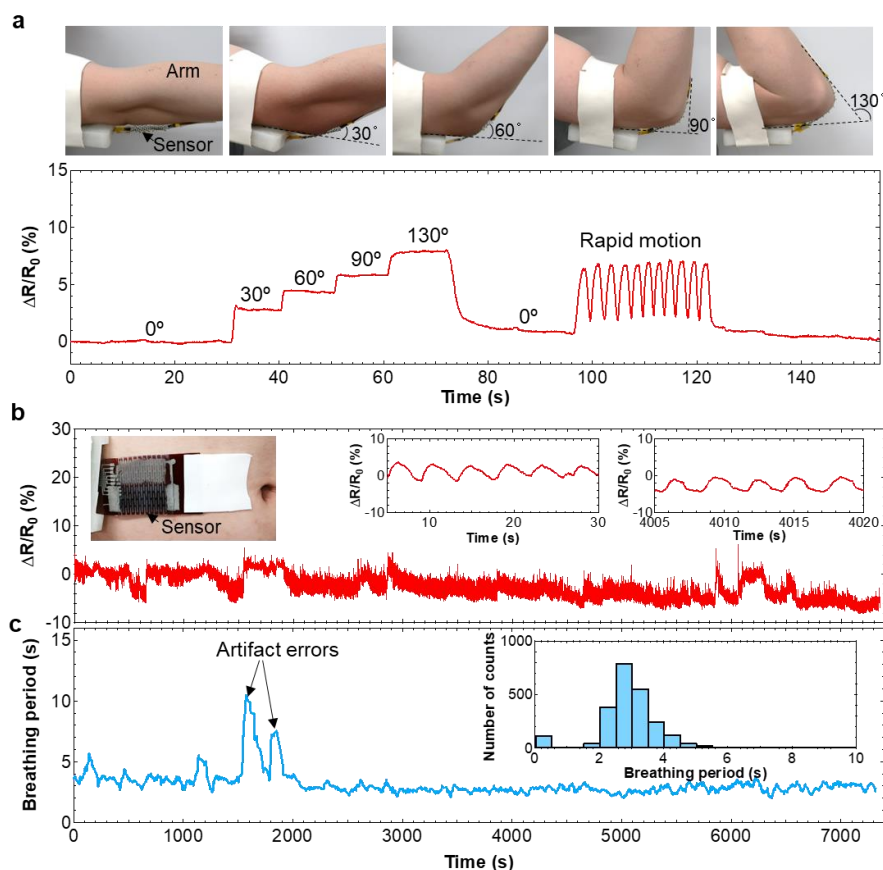 a
Arm
Sensor
30°
60°
90°
130°
15
10
5
0
ΔR/R0 (%)
0º
30º
60º
90º
130º
0º
Rapid motion
0 20 40 60 80 100 120 140
Time (s)
b
30
25
20
15
10
5
0
-10
ΔR/R0 (%)
Sensor
10
0
-10
ΔR/R0 (%)
10 20 30
Time (s)
10
0
-10
ΔR/R0 (%)
4005 4010 4015 4020
Time (s)
c
15
10
5
0
Breathing period (s)
Artifact errors
1000
500
0
Number of counts
0 2 4 6 8 10
Breathing period (s)
0 1000 2000 3000 4000 5000 6000 7000
Time (s)